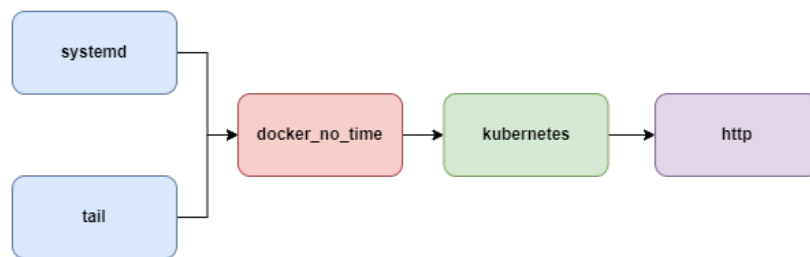 systemd
docker_no_time
kubernetes
http
tail